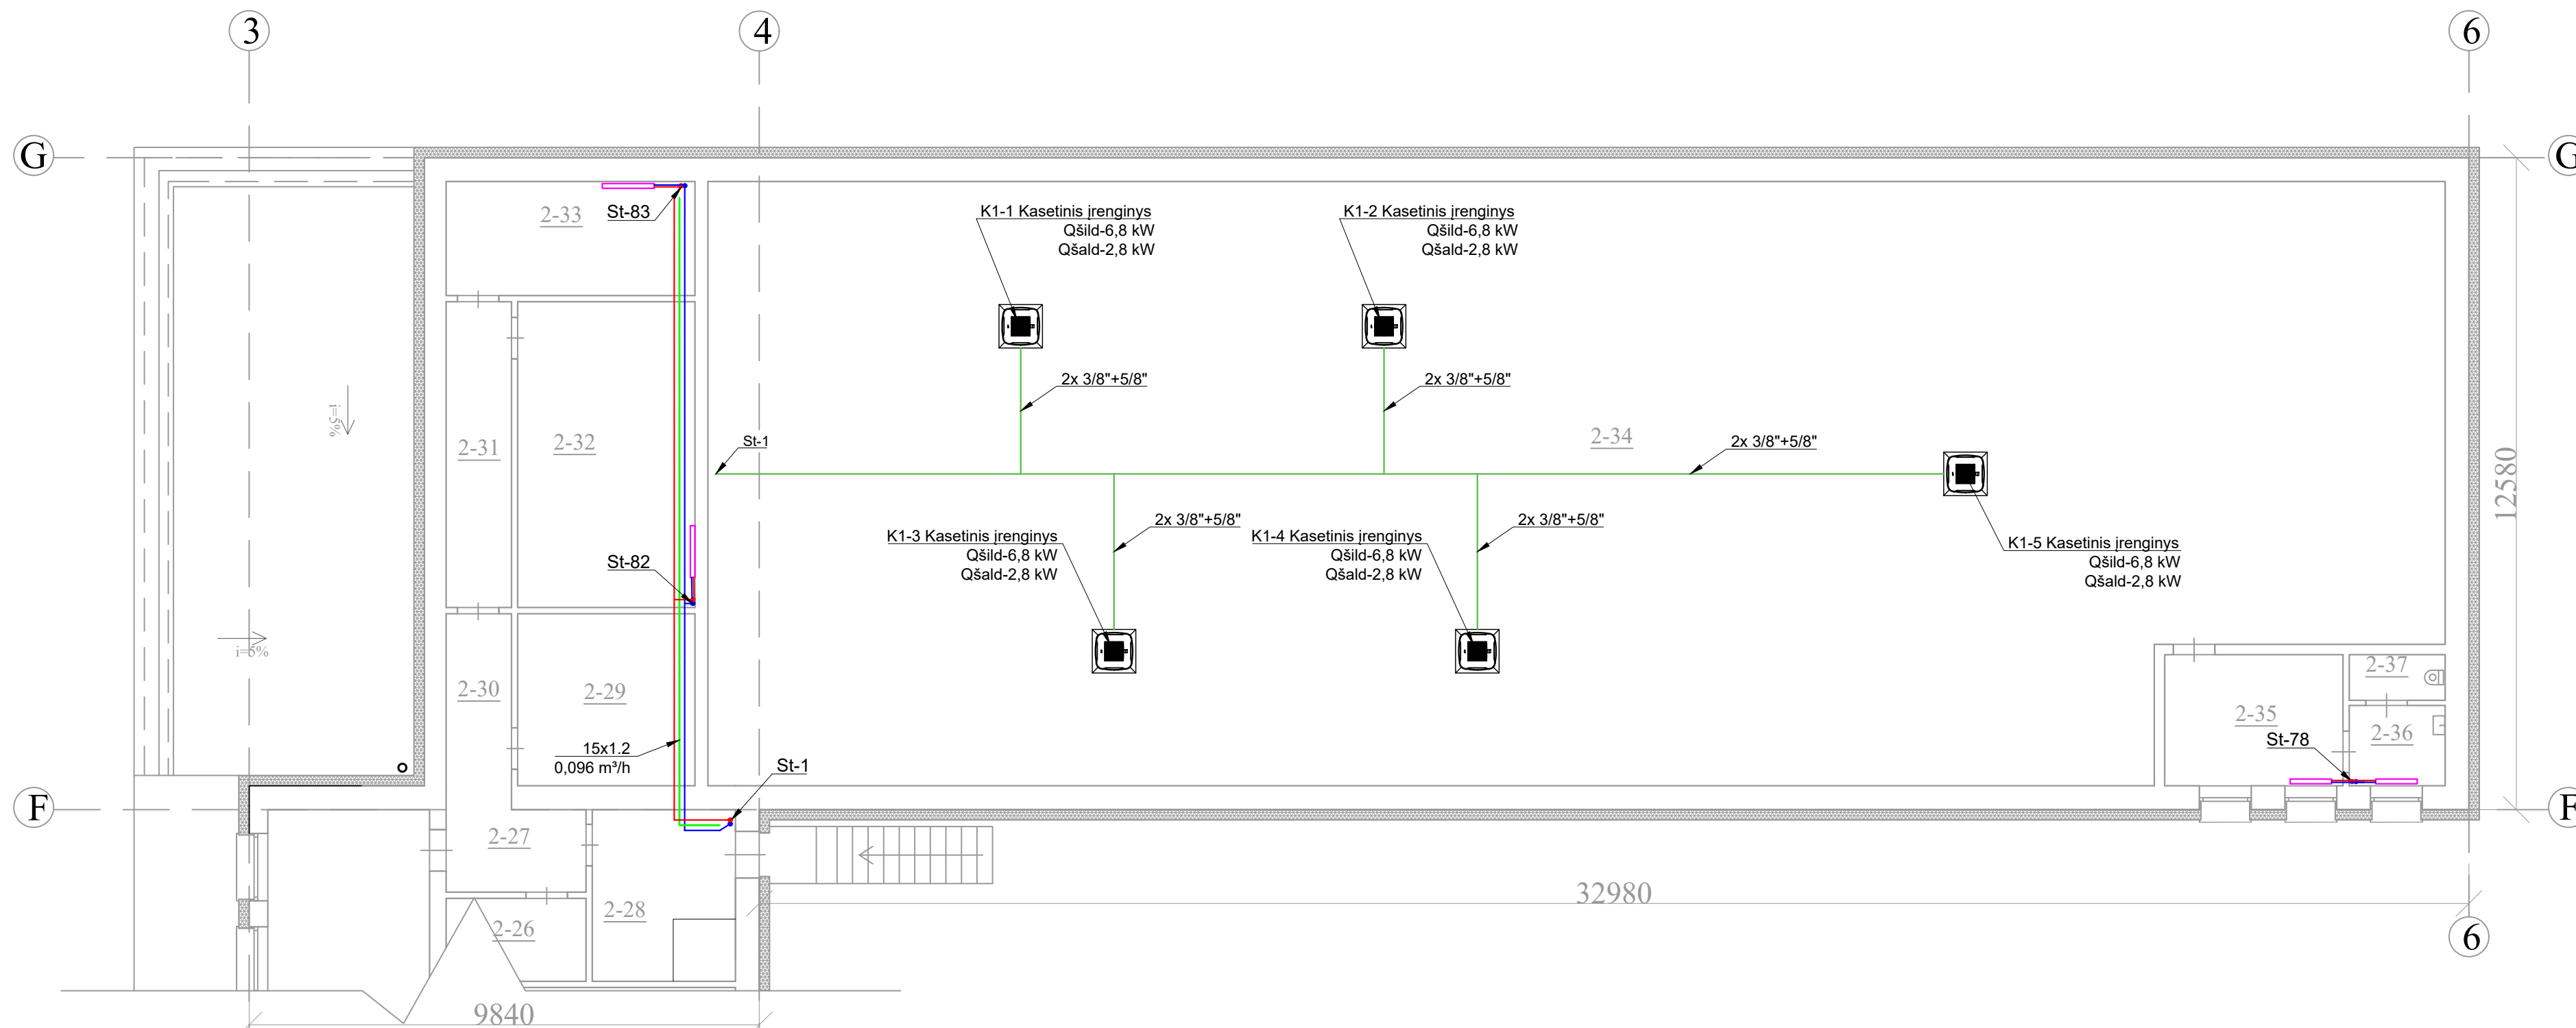 3
4
6
G
G
2-33
St-83
K1-1 Kasetinis įrenginys
Qšild-6,8 kW
Qšald-2,8 kW
K1-2 Kasetinis įrenginys
Qšild-6,8 kW
Qšald-2,8 kW
2x 3/8"+5/8"
2x 3/8"+5/8"
i=5%
2-31
2-32
St-1
2-34
2x 3/8"+5/8"
12580
2x 3/8"+5/8"
2x 3/8"+5/8"
K1-3 Kasetinis įrenginys
Qšild-6,8 kW
Qšald-2,8 kW
K1-4 Kasetinis įrenginys
Qšild-6,8 kW
Qšald-2,8 kW
K1-5 Kasetinis įrenginys
Qšild-6,8 kW
Qšald-2,8 kW
St-82
i=5%
2-30
2-29
2-37
2-35
2-36
St-78
15x1.2
0,096 m³/h
St-1
F
F
2-27
2-28
2-26
32980
6
9840